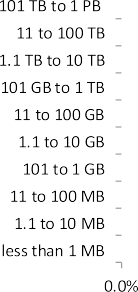 101 TB to 1 PB
11 to 100 TB
1.1 TB to 10 TB
101 GB to 1 TB
11 to 100 GB
1.1 to 10 GB
101 to 1 GB
11 to 100 MB
1.1 to 10 MB
less than 1 MB
0.0%